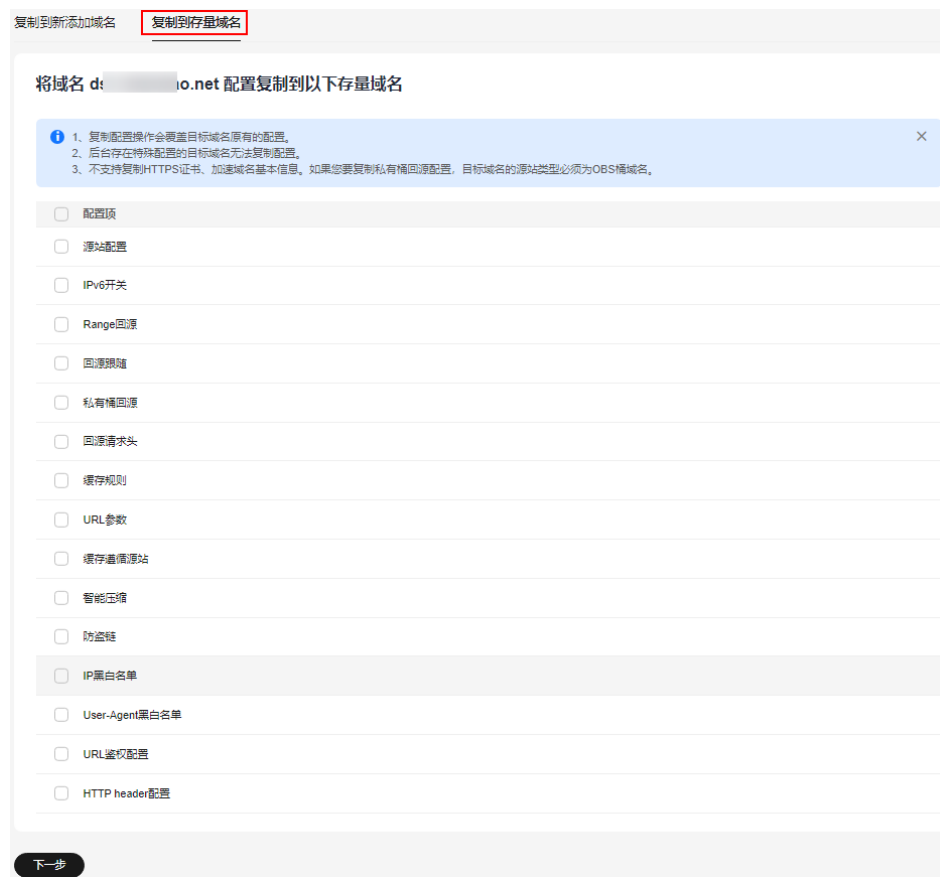 复制到新添加域名 复制到存量域名
将域名 ds no.net 配置复制到以下存量域名
1、复制配置操作会覆盖目标域名原有的配置。
2、后台存在特殊配置的目标域名无法复制配置。
3、不支持复制HTTPS证书、加速域名基本信息。如果您要复制私有桶回源配置，目标域名的源站类型必须为OBS桶域名。
配置项
源站配置
IPv6开关
Range回源
回源跟随
私有桶回源
回源请求头
缓存规则
URL参数
缓存遵循源站
智能压缩
防盗链
IP黑白名单
User-Agent黑白名单
URL鉴权配置
HTTP header配置
下一步